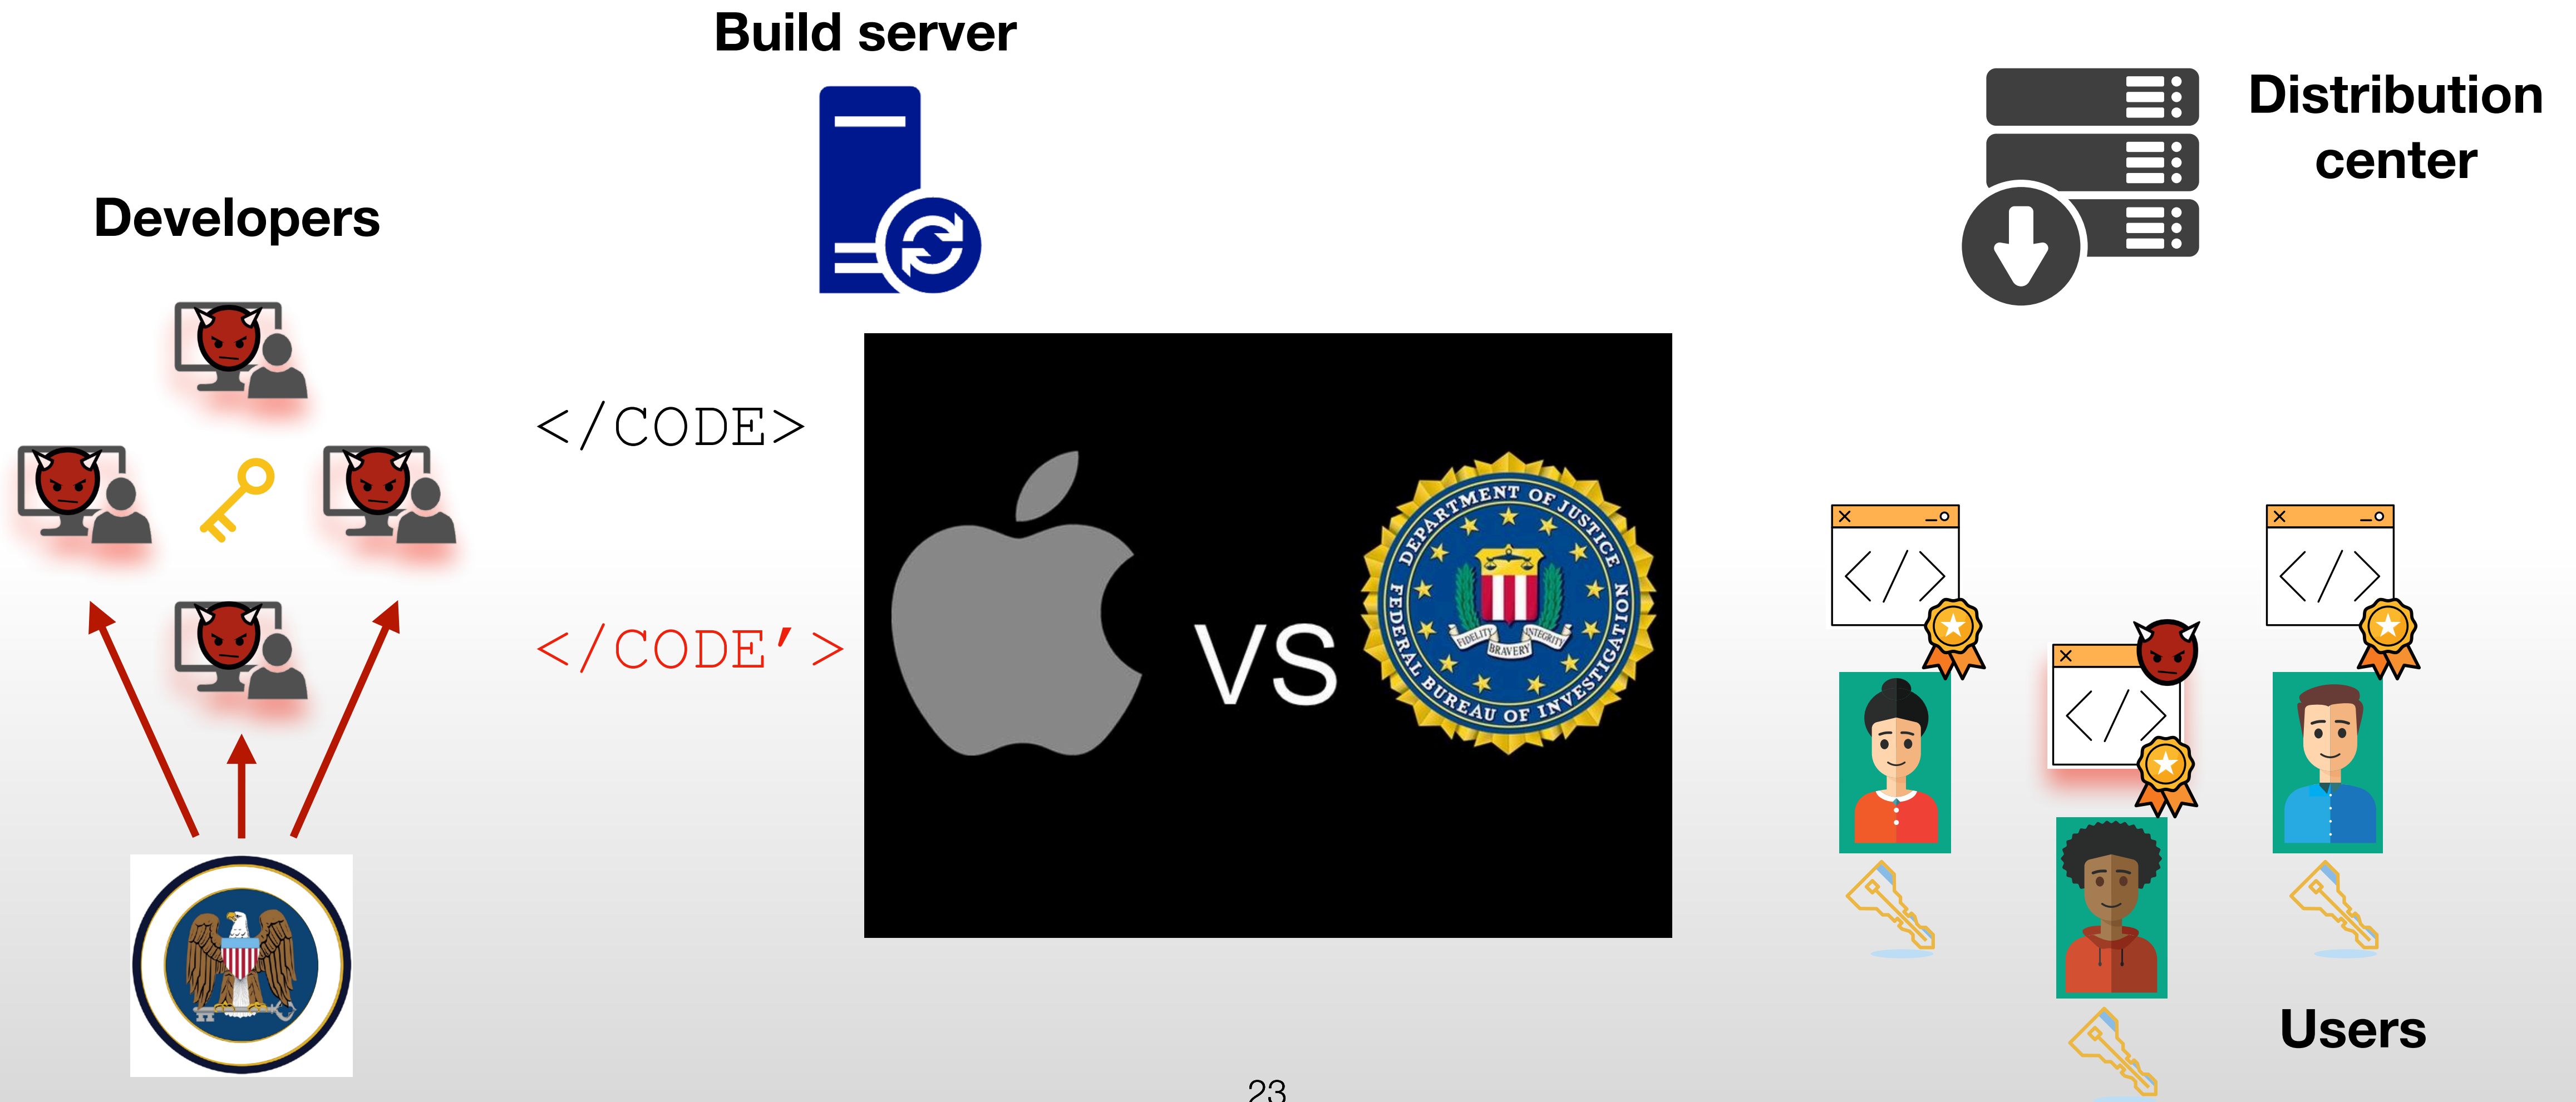 Build server
Distribution
center
Developers
</CODE>
</CODE'>
VS
DEPARTMENT OF JUSTICE
FEDERAL BUREAU OF INVESTIGATION
FIDELITY
BRAVERY
INTEGRITY
</>
</>
</>
Users
23